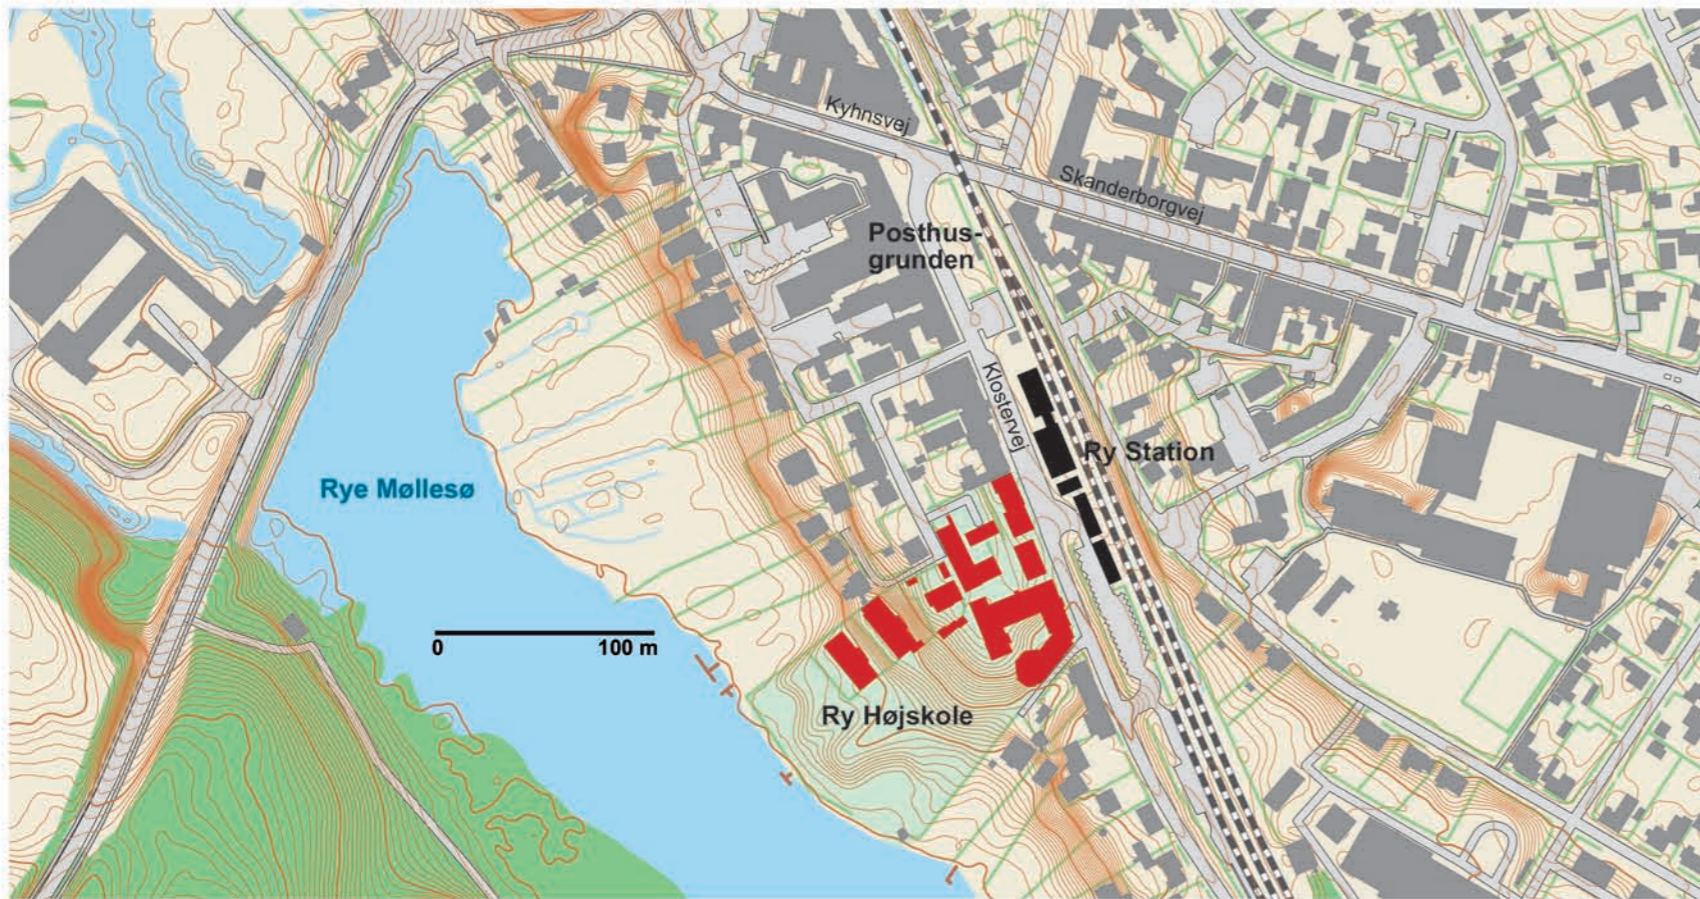 Kyhnsvej
Skanderborgvej
Posthus-
grunden
Klostervej
Ry Station
Rye Møllesø
0 100 m
Ry Højskole